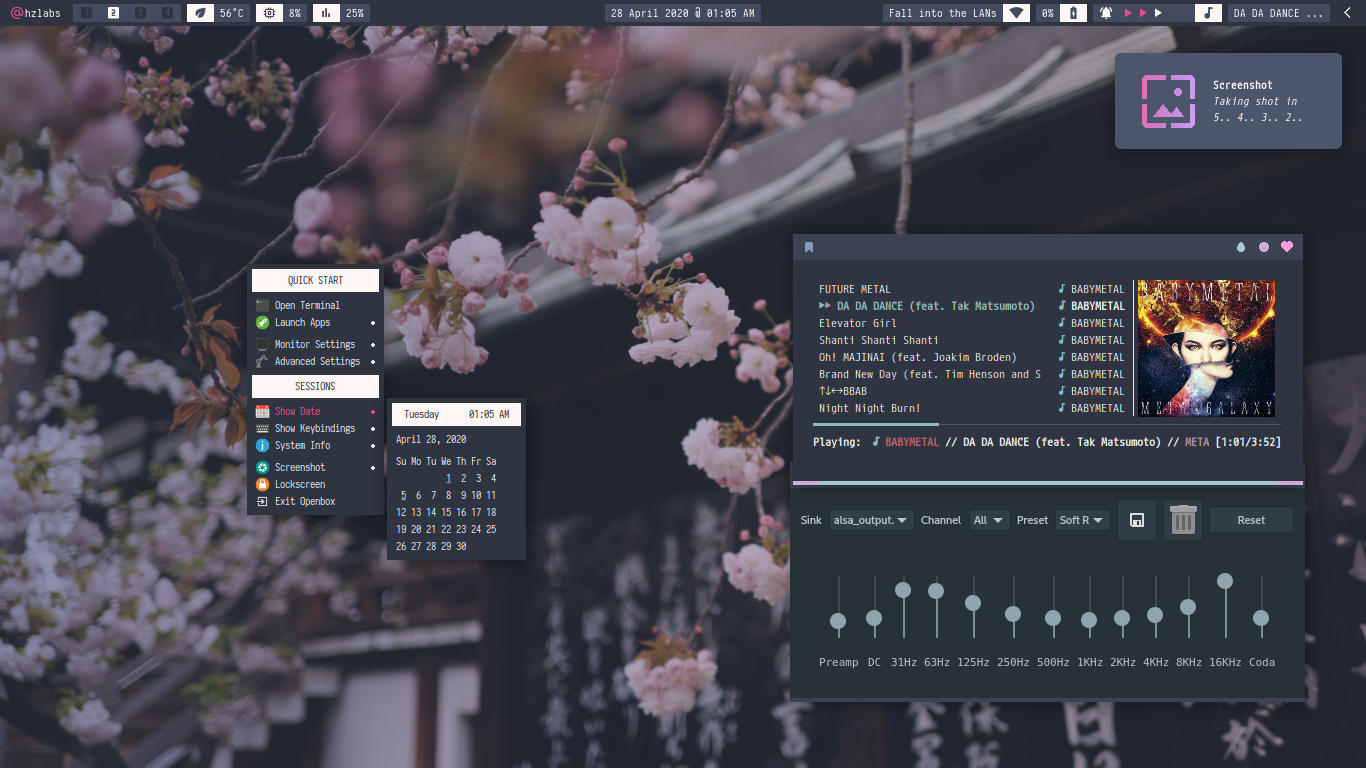 @hzlabs 1 2 3 4 56°C 8% 25% 28 April 2020 @ 01:05 AM Fall into the LANs 0% DA DA DANCE ...
Screenshot
Taking shot in
5.. 4.. 3.. 2..
QUICK START
Open Terminal
Launch Apps
Monitor Settings
Advanced Settings
SESSIONS
Show Date
Show Keybindings
System Info
Screenshot
Lockscreen
Exit Openbox
Tuesday 01:05 AM
April 28, 2020
Su Mo Tu We Th Fr Sa
1 2 3 4
5 6 7 8 9 10 11
12 13 14 15 16 17 18
19 20 21 22 23 24 25
26 27 28 29 30
FUTURE METAL BABYMETAL
DA DA DANCE (feat. Tak Matsumoto) BABYMETAL
Elevator Girl BABYMETAL
Shanti Shanti Shanti BABYMETAL
Oh! MAJINAI (feat. Joakim Broden) BABYMETAL
Brand New Day (feat. Tim Henson and S BABYMETAL
↑↓↔BBAB BABYMETAL
Night Night Burn! BABYMETAL
BABYMETAL
METAL GALAXY
Playing: BABYMETAL // DA DA DANCE (feat. Tak Matsumoto) // META [1:01/3:52]
Sink alsa_output. Channel All Preset Soft R Reset
Preamp DC 31Hz 63Hz 125Hz 250Hz 500Hz 1KHz 2KHz 4KHz 8KHz 16KHz Coda